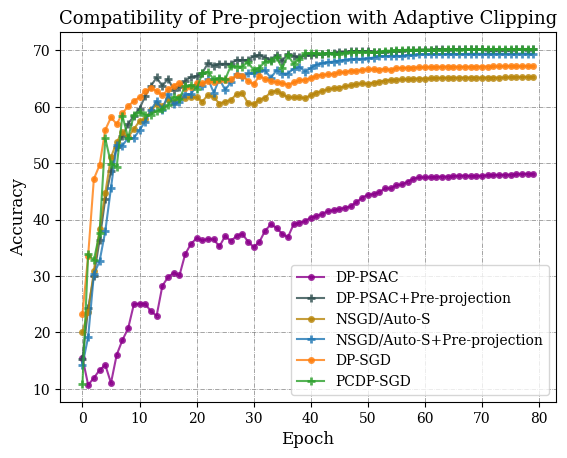 Compatibility of Pre-projection with Adaptive Clipping
Accuracy
70
60
50
40
30
20
10
DP-PSAC
DP-PSAC+Pre-projection
NSGD/Auto-S
NSGD/Auto-S+Pre-projection
DP-SGD
PCDP-SGD
0 10 20 30 40 50 60 70 80
Epoch